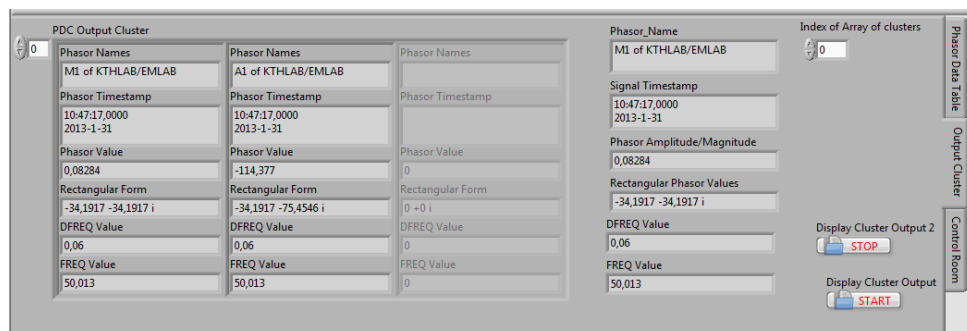 PDC Output Cluster
0
Phasor Names
M1 of KTHLAB/EMLAB
Phasor Timestamp
10:47:17,0000
2013-1-31
Phasor Value
0,08284
Rectangular Form
-34,1917 -34,1917 i
DFREQ Value
0,06
FREQ Value
50,013
Phasor Names
A1 of KTHLAB/EMLAB
Phasor Timestamp
10:47:17,0000
2013-1-31
Phasor Value
-114,377
Rectangular Form
-34,1917 -75,4546 i
DFREQ Value
0,06
FREQ Value
50,013
Phasor Names
Phasor Timestamp
Phasor Value
0
Rectangular Form
0 +0 i
DFREQ Value
0
FREQ Value
0
Phasor_Name
M1 of KTHLAB/EMLAB
Signal Timestamp
10:47:17,0000
2013-1-31
Phasor Amplitude/Magnitude
0,08284
Rectangular Phasor Values
-34,1917 -34,1917 i
DFREQ Value
0,06
FREQ Value
50,013
Index of Array of clusters
0
Display Cluster Output 2
STOP
Display Cluster Output
START
Phasor Data Table
Output Cluster
Control Room